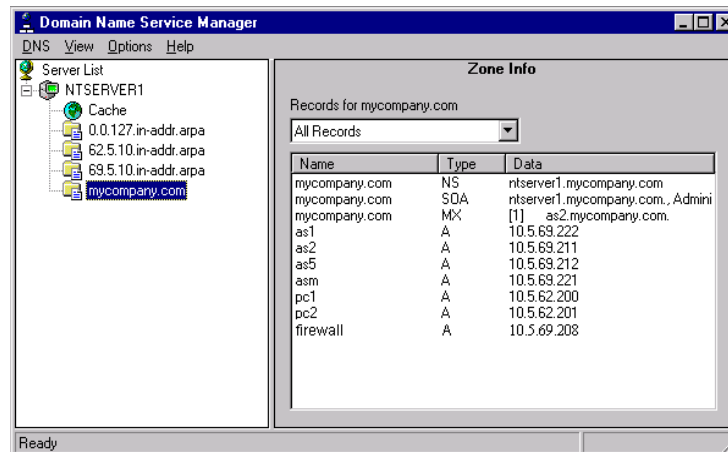 Domain Name Service Manager
DNS View Options Help
Server List
NTSERVER1
Cache
0.0.127.in-addr.arpa
62.5.10.in-addr.arpa
69.5.10.in-addr.arpa
mycompany.com
Zone Info
Records for mycompany.com
All Records
Name Type Data
mycompany.com NS ntserver1.mycompany.com
mycompany.com SOA ntserver1.mycompany.com., Admini
mycompany.com MX [1] as2.mycompany.com.
as1 A 10.5.69.222
as2 A 10.5.69.211
as5 A 10.5.69.212
asm A 10.5.69.221
pc1 A 10.5.62.200
pc2 A 10.5.62.201
firewall A 10.5.69.208
Ready